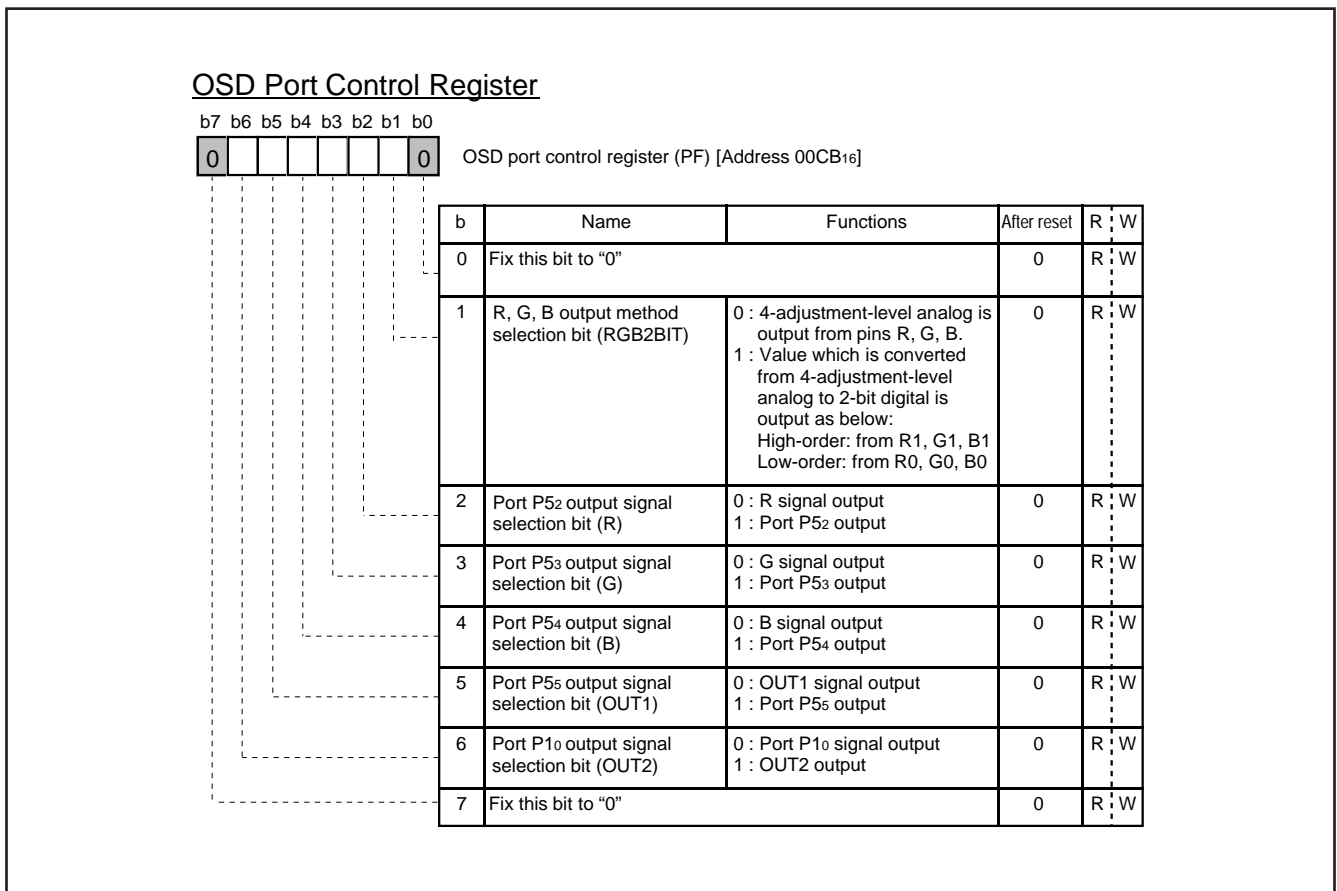 OSD Port Control Register
b7 b6 b5 b4 b3 b2 b1 b0
0 0 OSD port control register (PF) [Address 00CB16]
b Name Functions After reset R W
0 Fix this bit to “0” 0 R W
1 R, G, B output method 0 : 4-adjustment-level analog is 0 R W
selection bit (RGB2BIT) output from pins R, G, B.
1 : Value which is converted
from 4-adjustment-level
analog to 2-bit digital is
output as below:
High-order: from R1, G1, B1
Low-order: from R0, G0, B0
2 Port P52 output signal 0 : R signal output 0 R W
selection bit (R) 1 : Port P52 output
3 Port P53 output signal 0 : G signal output 0 R W
selection bit (G) 1 : Port P53 output
4 Port P54 output signal 0 : B signal output 0 R W
selection bit (B) 1 : Port P54 output
5 Port P55 output signal 0 : OUT1 signal output 0 R W
selection bit (OUT1) 1 : Port P55 output
6 Port P10 output signal 0 : Port P10 signal output 0 R W
selection bit (OUT2) 1 : OUT2 output
7 Fix this bit to “0” 0 R W